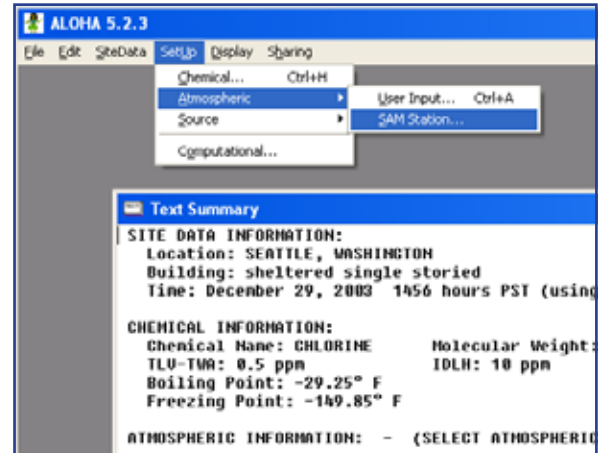 ALOHA 5.2.3
File Edit SiteData SetUp Display Sharing
Chemical... Ctrl+H
Atmospheric
User Input... Ctrl+A
SAM Station...
Source
Computational...
Text Summary
SITE DATA INFORMATION:
Location: SEATTLE, WASHINGTON
Building: sheltered single storied
Time: December 29, 2003 1456 hours PST (using
CHEMICAL INFORMATION:
Chemical Name: CHLORINE Molecular Weight:
TLV-TWA: 0.5 ppm IDLH: 10 ppm
Boiling Point: -29.25° F
Freezing Point: -149.85° F
ATMOSPHERIC INFORMATION: - (SELECT ATMOSPHERIC